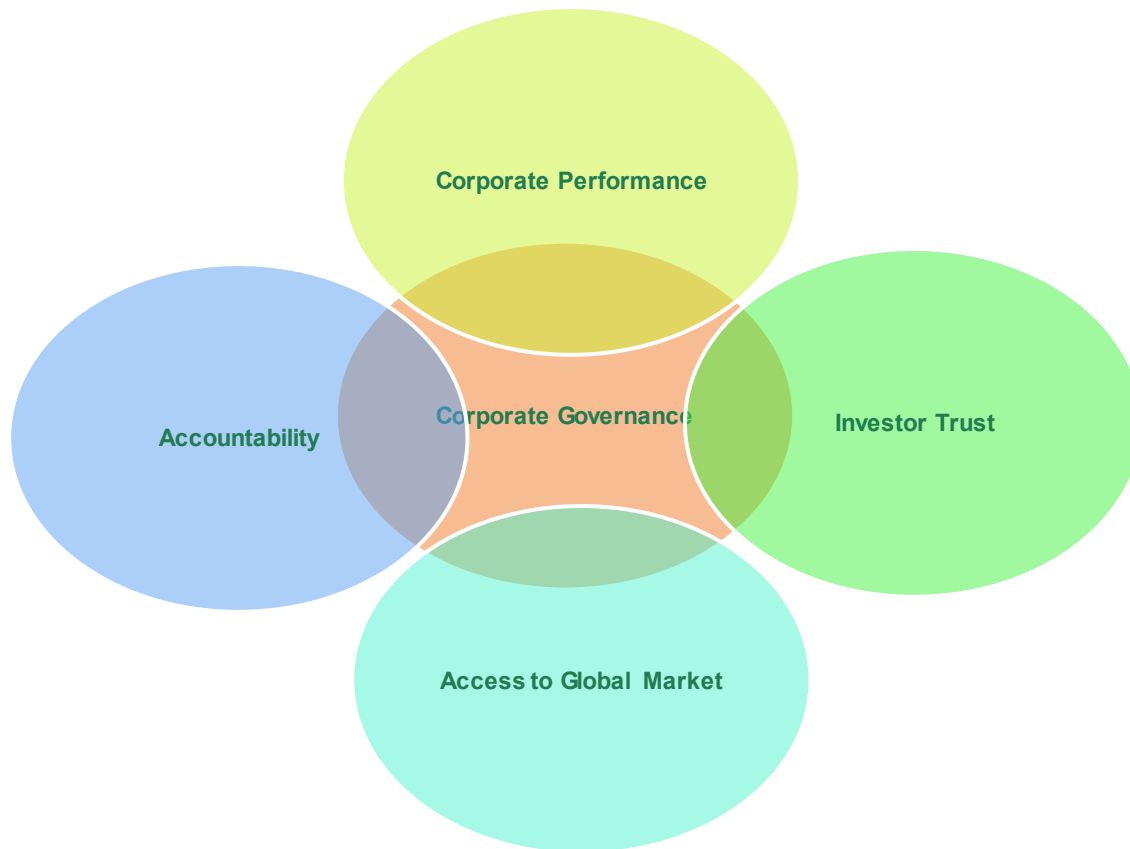 Corporate Performance
Corporate Governance
Investor Trust
Accountability
Access to Global Market